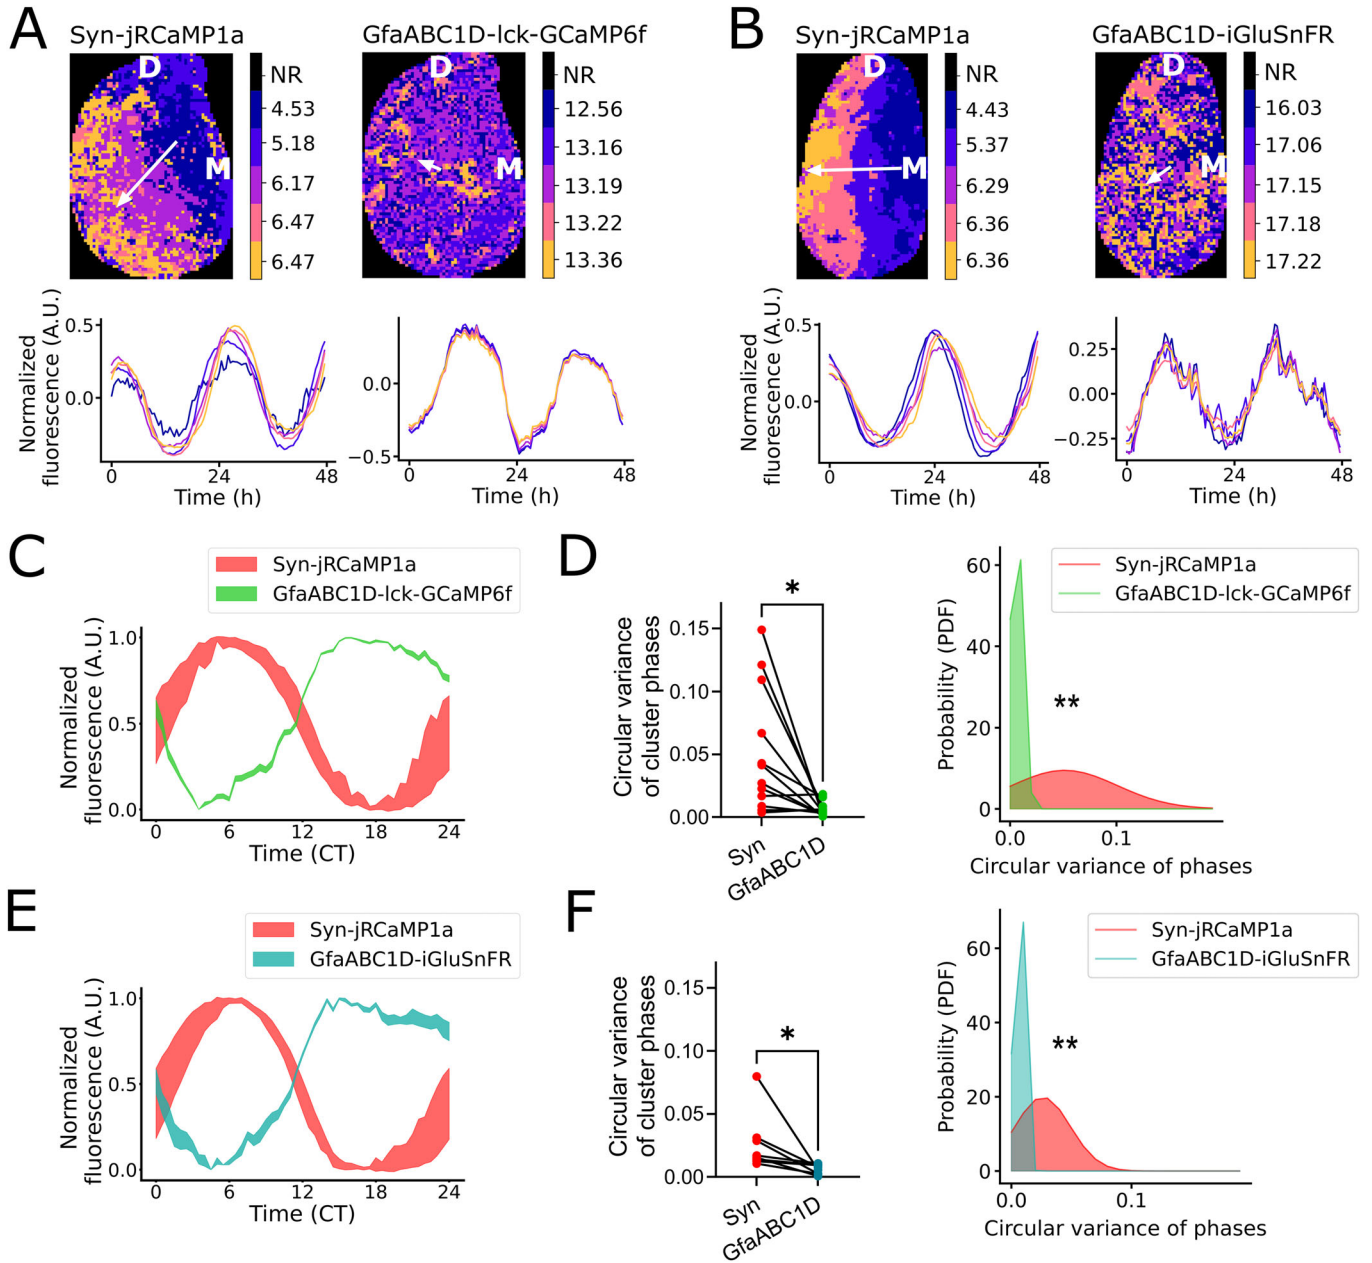 A
Syn-jRCaMP1a
GfaABC1D-lck-GCaMP6f
D
M
NR
4.53
5.18
6.17
6.47
6.47
D
M
NR
12.56
13.16
13.19
13.22
13.36
Normalized
fluorescence (A.U.)
0.5
0.0
0
24
48
Time (h)
0.0
−0.5
0
24
48
Time (h)
B
Syn-jRCaMP1a
GfaABC1D-iGluSnFR
D
M
NR
4.43
5.37
6.29
6.36
6.36
D
M
NR
16.03
17.06
17.15
17.18
17.22
Normalized
fluorescence (A.U.)
0.5
0.0
0
24
48
Time (h)
0.25
0.00
−0.25
0
24
48
Time (h)
C
Syn-jRCaMP1a
GfaABC1D-lck-GCaMP6f
Normalized
fluorescence (A.U.)
1.0
0.5
0.0
0
6
12
18
24
Time (CT)
D
Circular variance
of cluster phases
0.15
0.10
0.05
0.00
*
Syn
GfaABC1D
Syn-jRCaMP1a
GfaABC1D-lck-GCaMP6f
Probability (PDF)
60
40
20
0
**
0.0
0.1
Circular variance of phases
E
Syn-jRCaMP1a
GfaABC1D-iGluSnFR
Normalized
fluorescence (A.U.)
1.0
0.5
0.0
0
6
12
18
24
Time (CT)
F
Circular variance
of cluster phases
0.15
0.10
0.05
0.00
*
Syn
GfaABC1D
Syn-jRCaMP1a
GfaABC1D-iGluSnFR
Probability (PDF)
60
40
20
0
**
0.0
0.1
Circular variance of phases